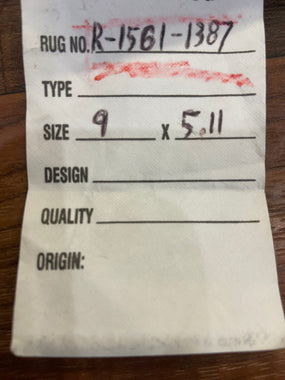 RUG NO. R-1561-1387
TYPE
SIZE 9 X 5.11
DESIGN
QUALITY
ORIGIN: